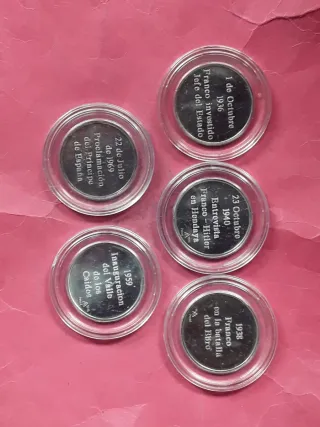 1 de Octubre
1936
Franco investido
Jefe del Estado
22 de Julio
de 1969
Proclamación
del Príncipe
de España
23 Octubre
1940
Entrevista
Franco - Hitler
en Hendaya
1959
Inauguracion
del Valle
de los
Caidos
1938
Franco
en la batalla
del Ebro